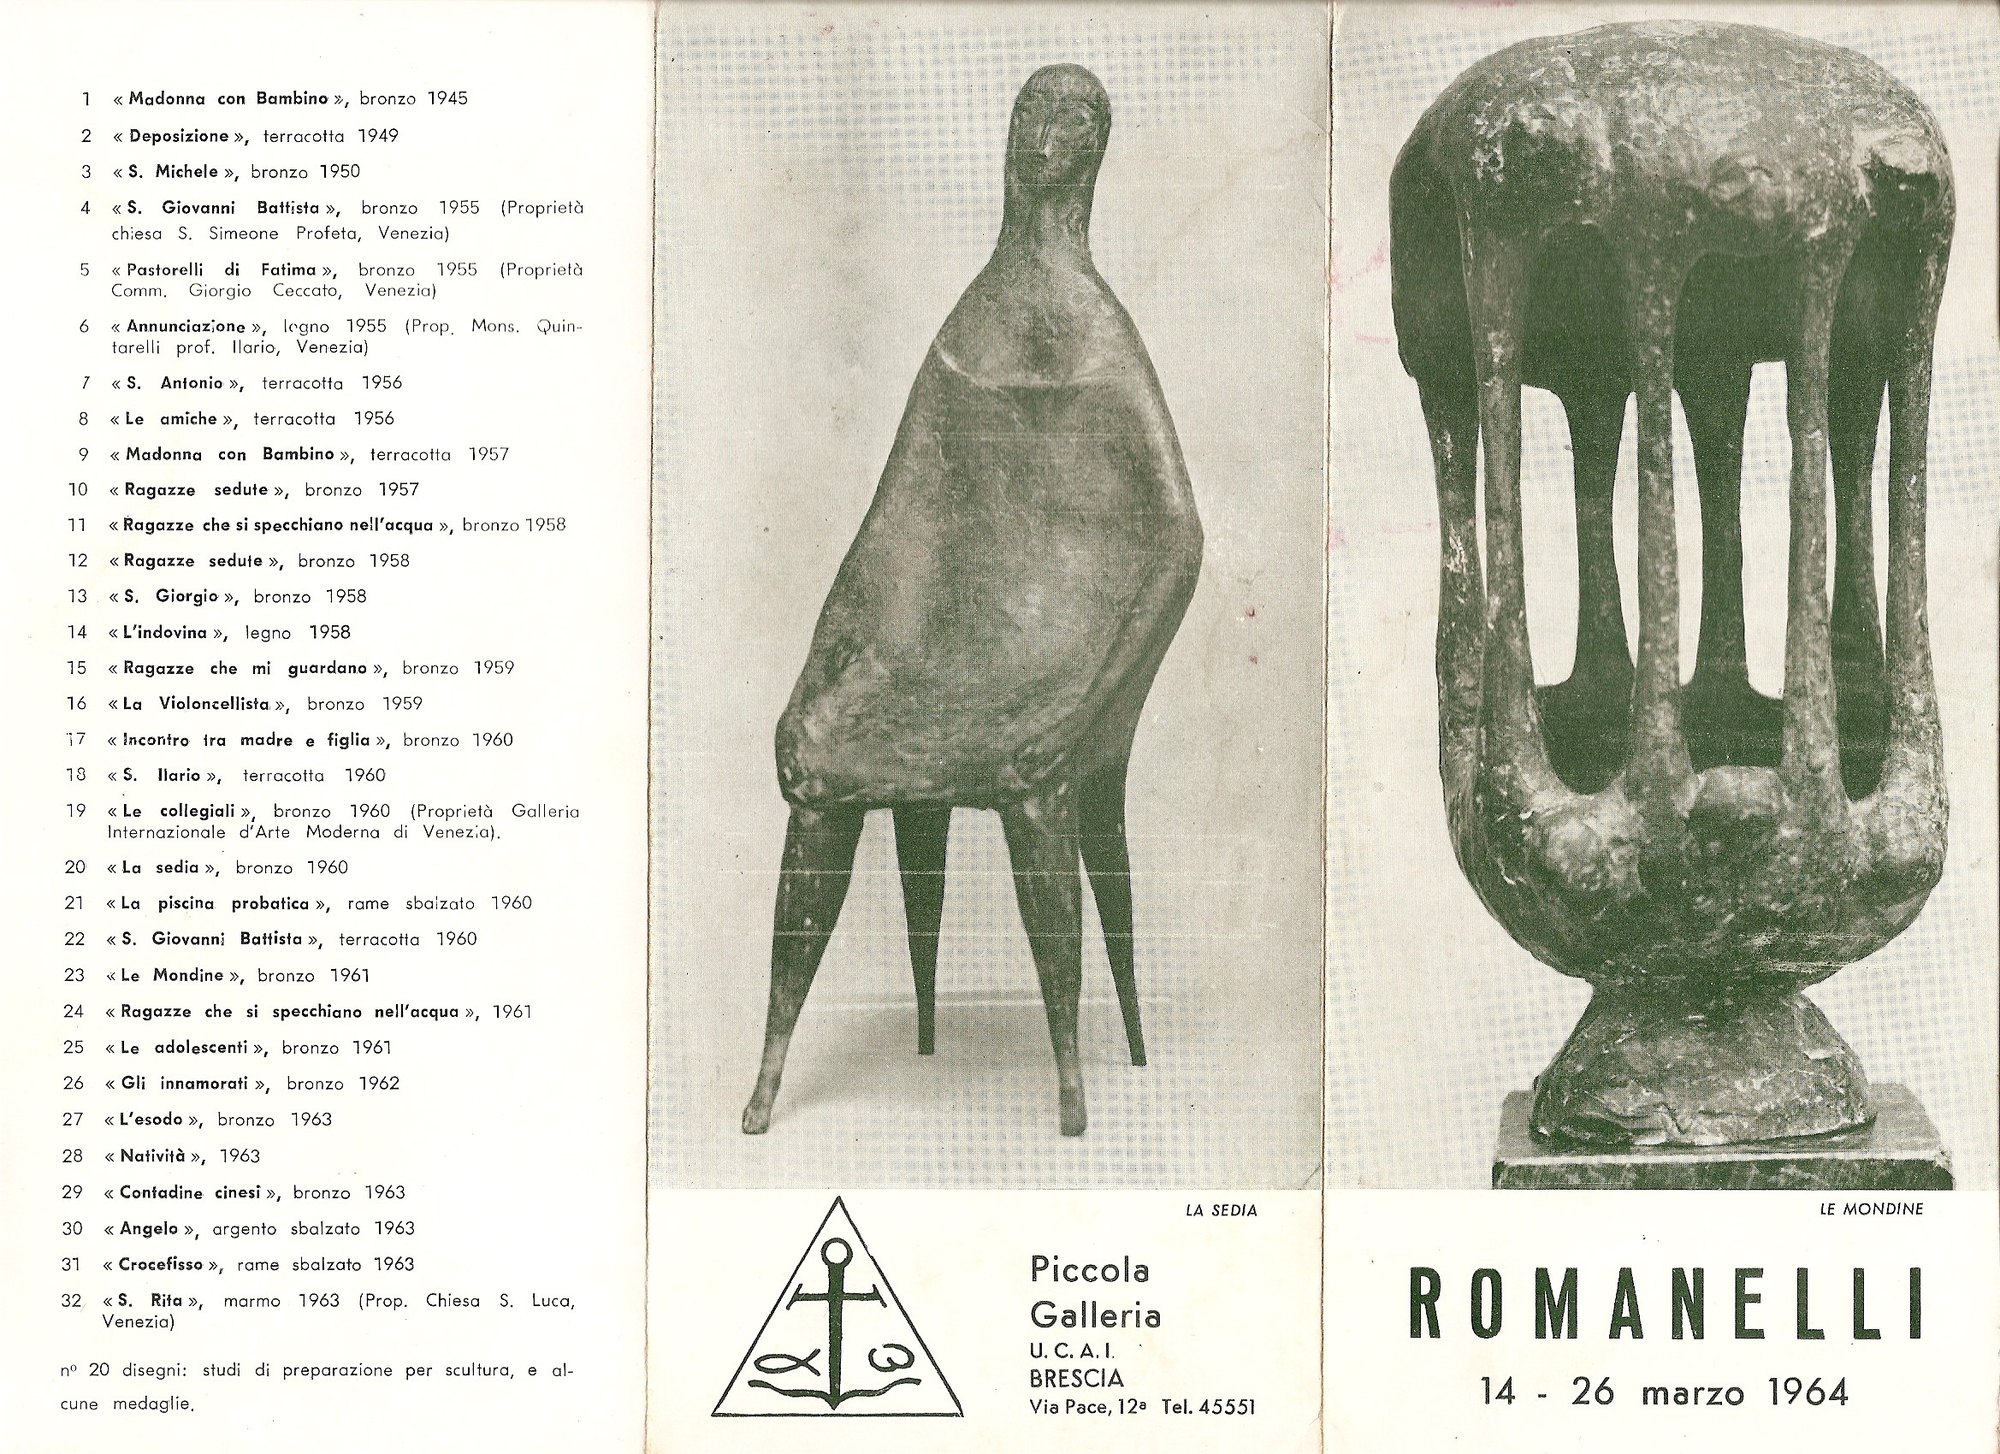 1 « Madonna con Bambino », bronzo 1945
2 « Deposizione », terracotta 1949
3 « S. Michele », bronzo 1950
4 « S. Giovanni Battista », bronzo 1955 (Proprietà
chiesa S. Simeone Profeta, Venezia)
5 « Pastorelli di Fatima », bronzo 1955 (Proprietà
Comm. Giorgio Ceccato, Venezia)
6 « Annunciazione », legno 1955 (Prop. Mons. Quin-
tarelli prof. Ilario, Venezia)
7 « S. Antonio », terracotta 1956
8 « Le amiche », terracotta 1956
9 « Madonna con Bambino », terracotta 1957
10 « Ragazze sedute », bronzo 1957
11 « Ragazze che si specchiano nell'acqua », bronzo 1958
12 « Ragazze sedute », bronzo 1958
13 « S. Giorgio », bronzo 1958
14 « L'indovina », legno 1958
15 « Ragazze che mi guardano », bronzo 1959
16 « La Violoncellista », bronzo 1959
17 « Incontro tra madre e figlia », bronzo 1960
18 « S. Ilario », terracotta 1960
19 « Le collegiali », bronzo 1960 (Proprietà Galleria
Internazionale d'Arte Moderna di Venezia).
20 « La sedia », bronzo 1960
21 « La piscina probatica », rame sbalzato 1960
22 « S. Giovanni Battista », terracotta 1960
23 « Le Mondine », bronzo 1961
24 « Ragazze che si specchiano nell'acqua », 1961
25 « Le adolescenti », bronzo 1961
26 « Gli innamorati », bronzo 1962
27 « L'esodo », bronzo 1963
28 « Natività », 1963
29 « Contadine cinesi », bronzo 1963
30 « Angelo », argento sbalzato 1963
31 « Crocefisso », rame sbalzato 1963
32 « S. Rita », marmo 1963 (Prop. Chiesa S. Luca,
Venezia)
nº 20 disegni: studi di preparazione per scultura, e al-
cune medaglie.
LA SEDIA
Piccola
Galleria
U. C. A. I.
BRESCIA
Via Pace, 12ª Tel. 45551
LE MONDINE
ROMANELLI
14 - 26 marzo 1964